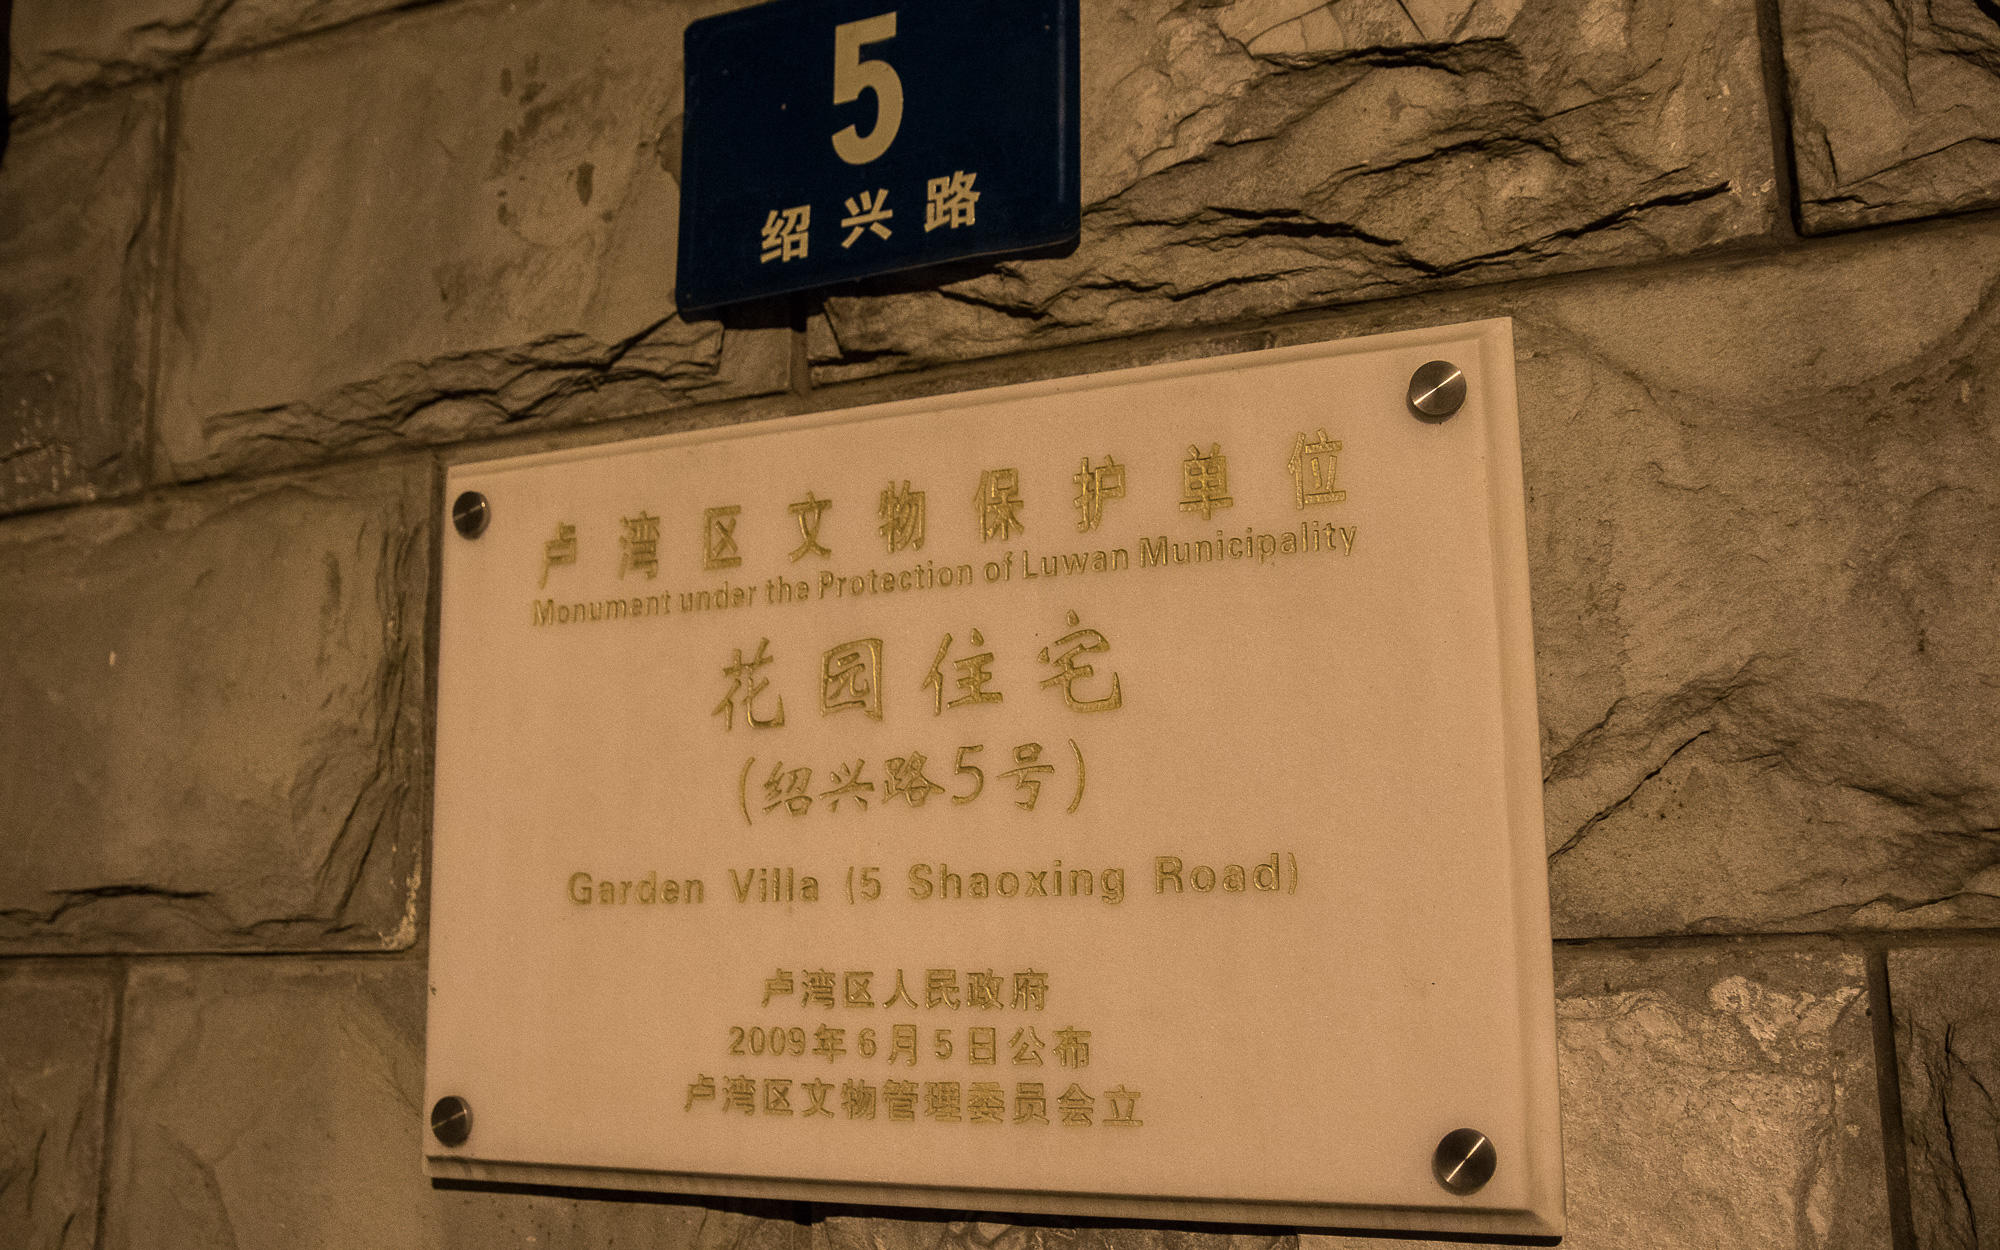 5
绍兴路
卢湾区文物保护单位
Monument under the Protection of Luwan Municipality
花园住宅
(绍兴路5号)
Garden Villa (5 Shaoxing Road)
卢湾区人民政府
2009年6月5日公布
卢湾区文物管理委员会立